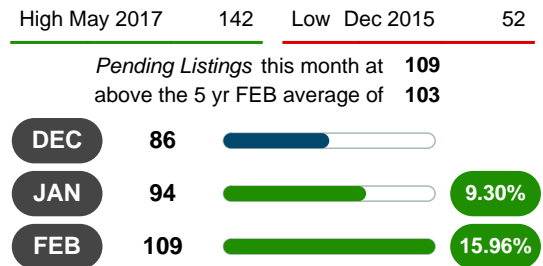 High May 2017 142 Low Dec 2015 52
Pending Listings this month at 109
above the 5 yr FEB average of 103
DEC 86
JAN 94 9.30%
FEB 109 15.96%